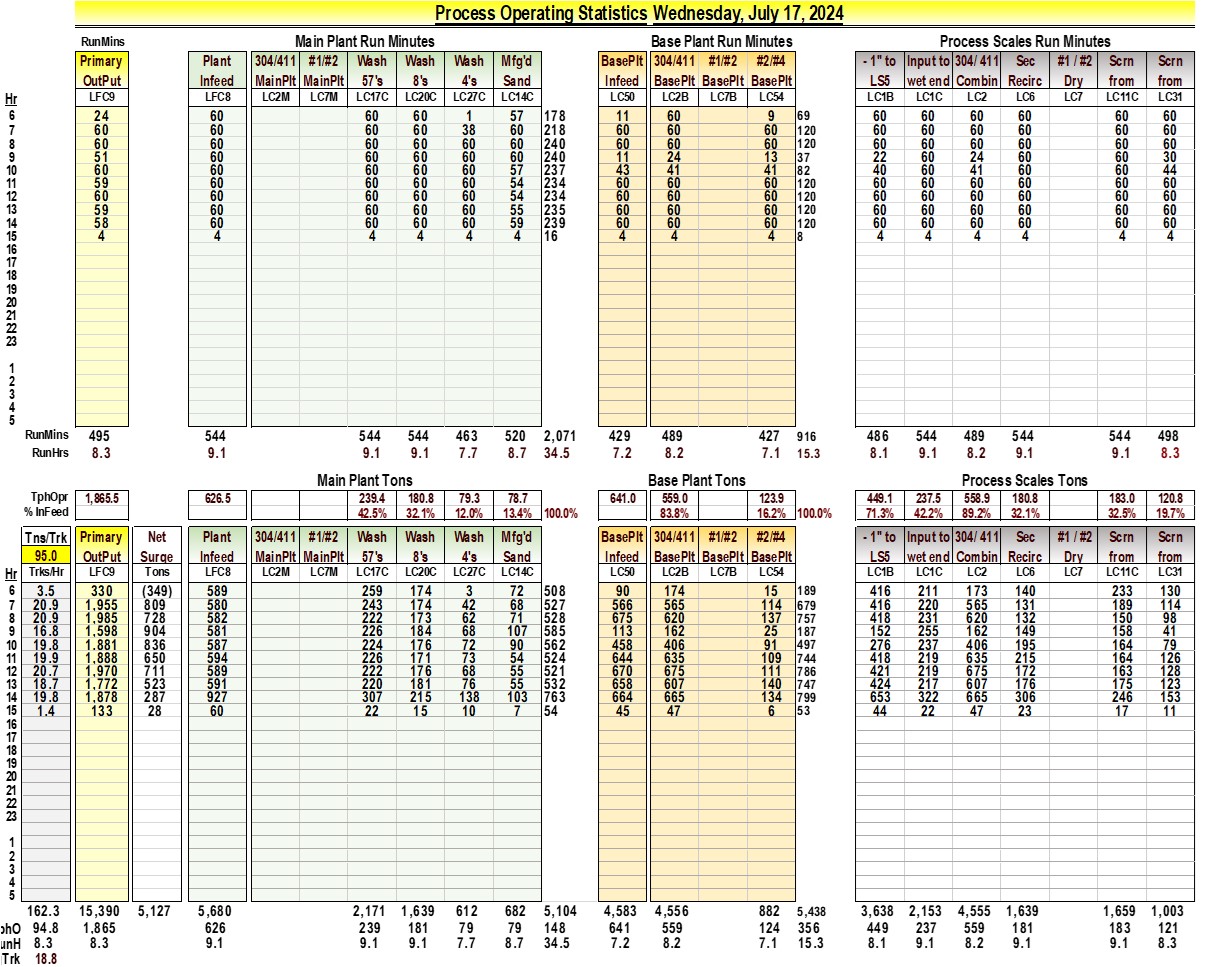 Process Operating Statistics Wednesday, July 17, 2024
RunMins Main Plant Run Minutes Base Plant Run Minutes Process Scales Run Minutes
Primary Plant 304/411 #1/#2 Wash Wash Wash Mfg'd BasePlt 304/411 #1/#2 #2/#4 - 1" to Input to 304/ 411 Sec #1 / #2 Scrn Scrn
OutPut Infeed MainPlt MainPlt 57's 8's 4's Sand Infeed BasePlt BasePlt BasePlt LS5 wet end Combin Recirc Dry from from
Hr LFC9 LFC8 LC2M LC7M LC17C LC20C LC27C LC14C LC50 LC2B LC7B LC54 LC1B LC1C LC2 LC6 LC7 LC11C LC31
6 24 60 60 60 1 57 178 11 60 9 69 60 60 60 60 60 60
7 60 60 60 60 38 60 218 60 60 60 120 60 60 60 60 60 60
8 60 60 60 60 60 60 240 60 60 60 120 60 60 60 60 60 60
9 51 60 60 60 60 60 240 11 24 13 37 22 60 24 60 60 30
10 60 60 60 60 60 57 237 43 41 41 82 40 60 41 60 60 44
11 59 60 60 60 60 54 234 60 60 60 120 60 60 60 60 60 60
12 60 60 60 60 60 54 234 60 60 60 120 60 60 60 60 60 60
13 59 60 60 60 60 55 235 60 60 60 120 60 60 60 60 60 60
14 58 60 60 60 60 59 239 60 60 60 120 60 60 60 60 60 60
15 4 4 4 4 4 4 16 4 4 4 8 4 4 4 4 4 4
16
17
18
19
20
21
22
23
1
2
3
4
5
RunMins 495 544 544 544 463 520 2,071 429 489 427 916 486 544 489 544 544 498
RunHrs 8.3 9.1 9.1 9.1 7.7 8.7 34.5 7.2 8.2 7.1 15.3 8.1 9.1 8.2 9.1 9.1 8.3
Main Plant Tons Base Plant Tons Process Scales Tons
TphOpr 1,865.5 626.5 239.4 180.8 79.3 78.7 641.0 559.0 123.9 449.1 237.5 558.9 180.8 183.0 120.8
% InFeed 42.5% 32.1% 12.0% 13.4% 100.0% 83.8% 16.2% 100.0% 71.3% 42.2% 89.2% 32.1% 32.5% 19.7%
Tns/Trk Primary Net Plant 304/411 #1/#2 Wash Wash Wash Mfg'd BasePlt 304/411 #1/#2 #2/#4 - 1" to Input to 304/ 411 Sec #1 / #2 Scrn Scrn
95.0 OutPut Surge Infeed MainPlt MainPlt 57's 8's 4's Sand Infeed BasePlt BasePlt BasePlt LS5 wet end Combin Recirc Dry from from
Hr Trks/Hr LFC9 Tons LFC8 LC2M LC7M LC17C LC20C LC27C LC14C LC50 LC2B LC7B LC54 LC1B LC1C LC2 LC6 LC7 LC11C LC31
6 3.5 330 (349) 589 259 174 3 72 508 90 174 15 189 416 211 173 140 233 130
7 20.9 1,955 809 580 243 174 42 68 527 566 565 114 679 416 220 565 131 189 114
8 20.9 1,985 728 582 222 173 62 71 528 675 620 137 757 418 231 620 132 150 98
9 16.8 1,598 904 581 226 184 68 107 585 113 162 25 187 152 255 162 149 158 41
10 19.8 1,881 836 587 224 176 72 90 562 458 406 91 497 276 237 406 195 164 79
11 19.9 1,888 650 594 226 171 73 54 524 644 635 109 744 418 219 635 215 164 126
12 20.7 1,970 711 589 222 176 68 55 521 670 675 111 786 421 219 675 172 163 128
13 18.7 1,772 523 591 220 181 76 55 532 658 607 140 747 424 217 607 176 175 123
14 19.8 1,878 287 927 307 215 138 103 763 664 665 134 799 653 322 665 306 246 153
15 1.4 133 28 60 22 15 10 7 54 45 47 6 53 44 22 47 23 17 11
16
17
18
19
20
21
22
23
1
2
3
4
5
162.3 15,390 5,127 5,680 2,171 1,639 612 682 5,104 4,583 4,556 882 5,438 3,638 2,153 4,555 1,639 1,659 1,003
phO 94.8 1,865 626 239 181 79 79 148 641 559 124 356 449 237 559 181 183 121
unH 8.3 8.3 9.1 9.1 9.1 7.7 8.7 34.5 7.2 8.2 7.1 15.3 8.1 9.1 8.2 9.1 9.1 8.3
Trk 18.8